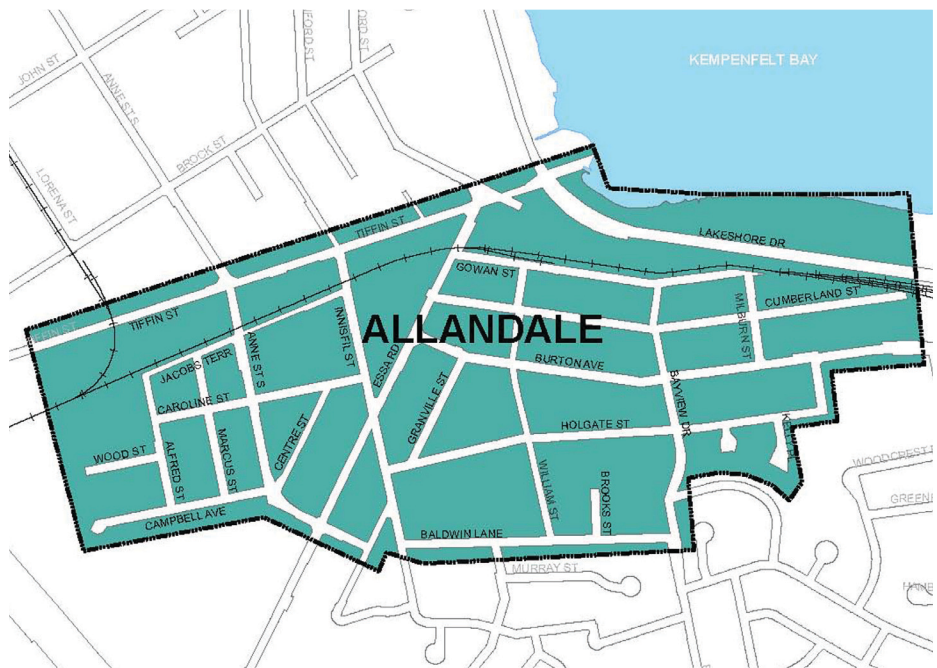 KEMPENFELT BAY
JOHN ST
ANNE ST S
BROCK ST
LORENA ST
TIFFIN ST
LAKESHORE DR
GOWAN ST
CUMBERLAND ST
MILBURN ST
TIFFIN ST
INNISFIL ST
ALLANDALE
ANNE ST S
JACOBS TERR
ESSA RD
BURTON AVE
BAYVIEW DR
CAROLINE ST
GRANVILLE ST
CENTRE ST
HOLGATE ST
WOOD ST
ALFRED ST
MARCUS ST
WILLIAM ST
BROOKS ST
CAMPBELL AVE
BALDWIN LANE
MURRAY ST